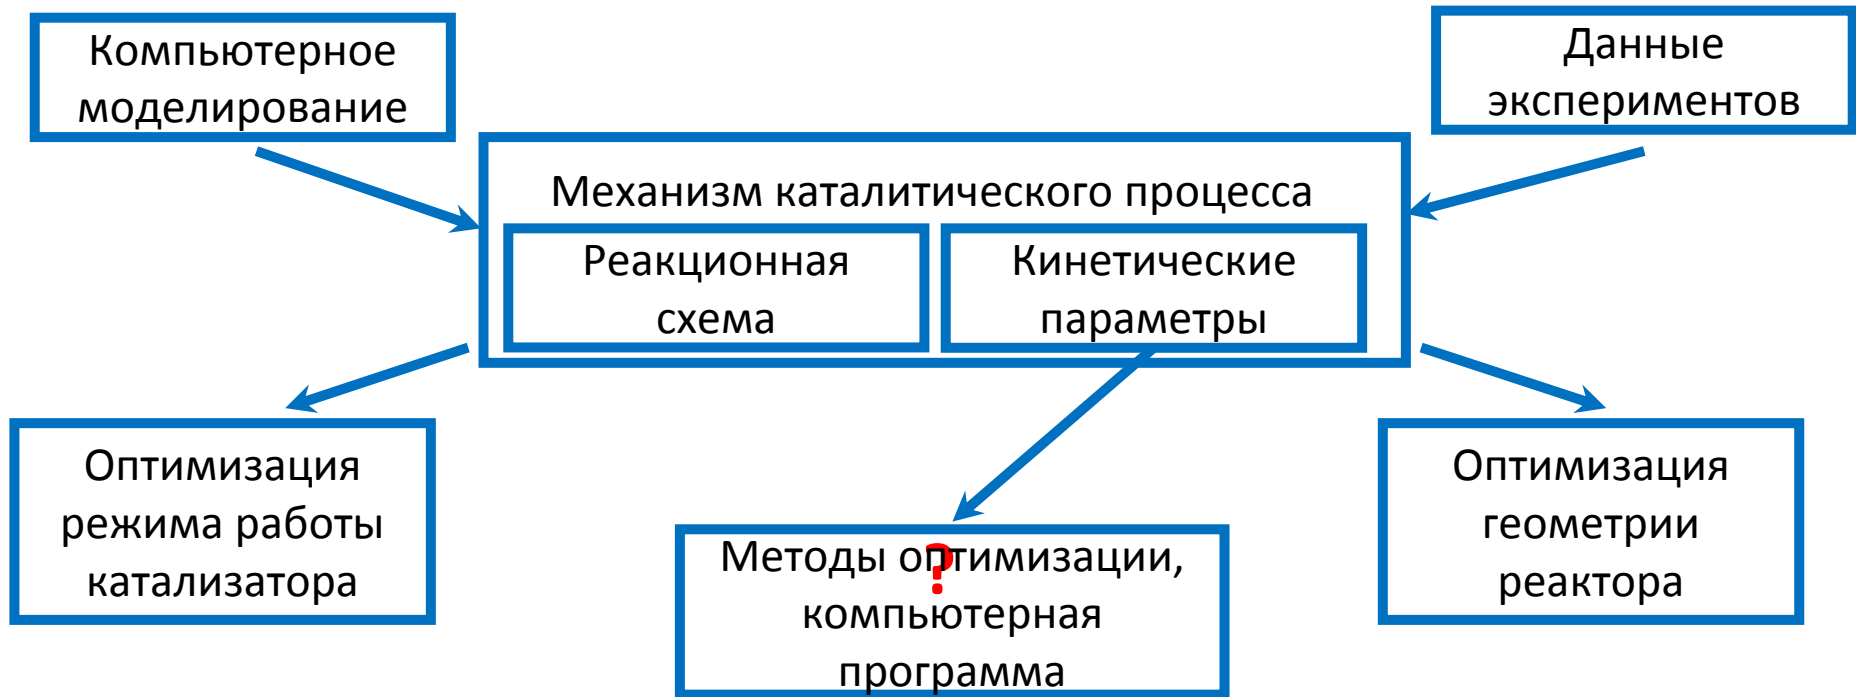 Компьютерное
моделирование
Данные
экспериментов
Механизм каталитического процесса
Реакционная
схема
Кинетические
параметры
Оптимизация
режима работы
катализатора
Методы оптимизации,
?
компьютерная
программа
Оптимизация
геометрии
реактора